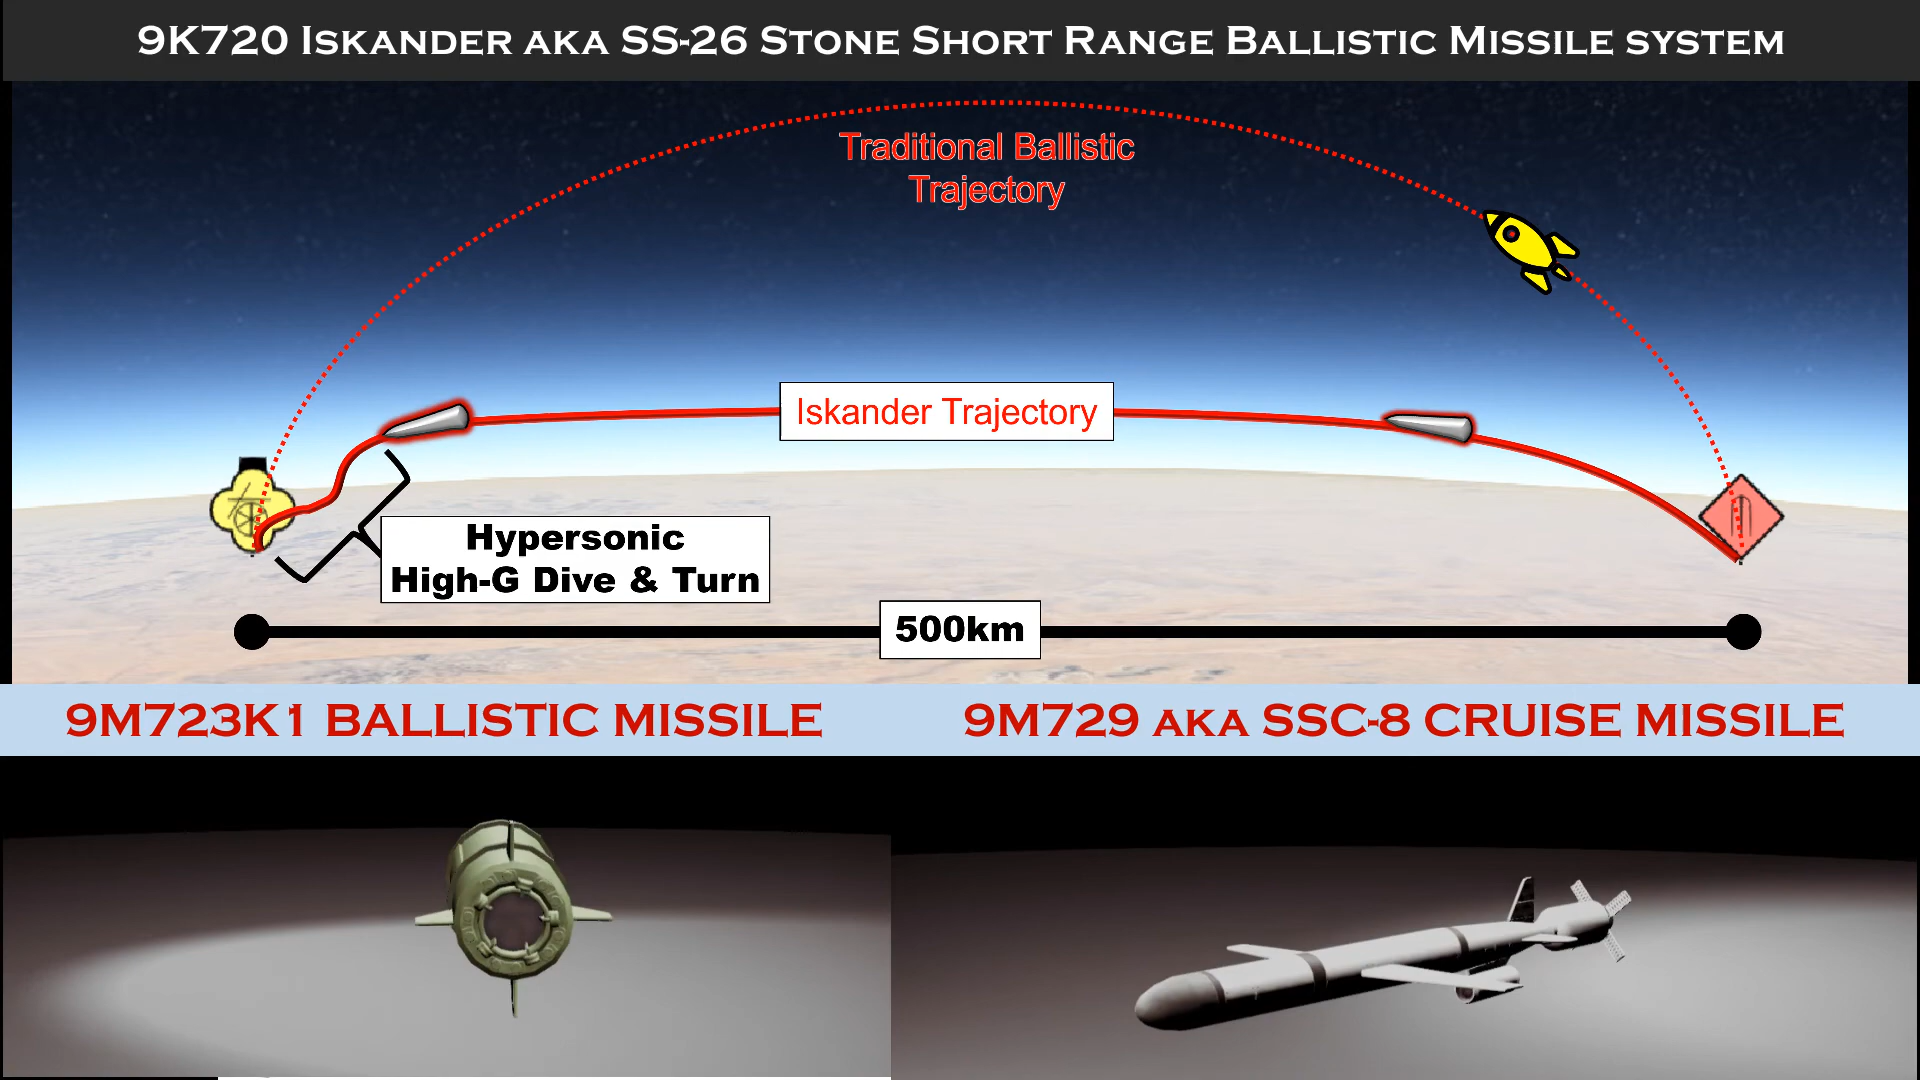 9K720 ISKANDER AKA SS-26 STONE SHORT RANGE BALLISTIC MISSILE SYSTEM
Traditional Ballistic
Trajectory
Iskander Trajectory
Hypersonic
High-G Dive & Turn
500km
9M723K1 BALLISTIC MISSILE
9M729 AKA SSC-8 CRUISE MISSILE